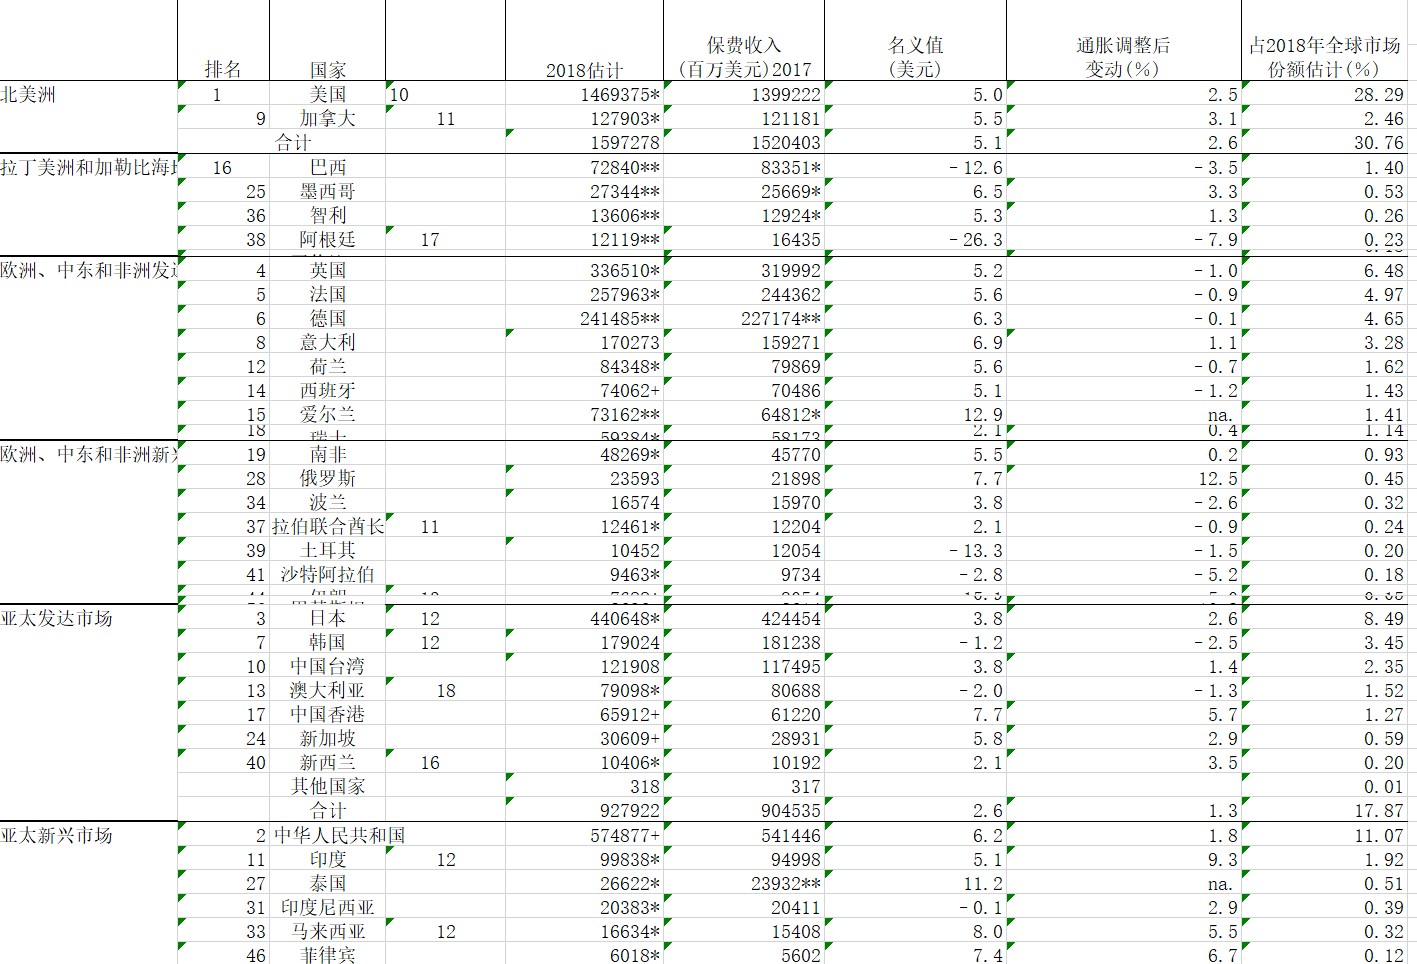 排名 国家 2018估计 保费收入 (百万美元)2017 名义值 (美元) 通胀调整后 变动(%) 占2018年全球市场 份额估计(%)
北美洲 1 美国 10 1469375* 1399222 5.0 2.5 28.29
9 加拿大 11 127903* 121181 5.5 3.1 2.46
合计 1597278 1520403 5.1 2.6 30.76
拉丁美洲和加勒比海 16 巴西 72840** 83351* -12.6 -3.5 1.40
25 墨西哥 27344** 25669* 6.5 3.3 0.53
36 智利 13606** 12924* 5.3 1.3 0.26
38 阿根廷 17 12119** 16435 -26.3 -7.9 0.23
欧洲、中东和非洲发 4 英国 336510* 319992 5.2 -1.0 6.48
5 法国 257963* 244362 5.6 -0.9 4.97
6 德国 241485** 227174** 6.3 -0.1 4.65
8 意大利 170273 159271 6.9 1.1 3.28
12 荷兰 84348* 79869 5.6 -0.7 1.62
14 西班牙 74062+ 70486 5.1 -1.2 1.43
15 爱尔兰 73162** 64812* 12.9 na. 1.41
18 瑞士 59384* 58173 2.1 0.4 1.14
欧洲、中东和非洲新 19 南非 48269* 45770 5.5 0.2 0.93
28 俄罗斯 23593 21898 7.7 12.5 0.45
34 波兰 16574 15970 3.8 -2.6 0.32
37 拉伯联合酋长 11 12461* 12204 2.1 -0.9 0.24
39 土耳其 10452 12054 -13.3 -1.5 0.20
41 沙特阿拉伯 9463* 9734 -2.8 -5.2 0.18
亚太发达市场 3 日本 12 440648* 424454 3.8 2.6 8.49
7 韩国 12 179024 181238 -1.2 -2.5 3.45
10 中国台湾 121908 117495 3.8 1.4 2.35
13 澳大利亚 18 79098* 80688 -2.0 -1.3 1.52
17 中国香港 65912+ 61220 7.7 5.7 1.27
24 新加坡 30609+ 28931 5.8 2.9 0.59
40 新西兰 16 10406* 10192 2.1 3.5 0.20
其他国家 318 317 0.01
合计 927922 904535 2.6 1.3 17.87
亚太新兴市场 2 中华人民共和国 574877+ 541446 6.2 1.8 11.07
11 印度 12 99838* 94998 5.1 9.3 1.92
27 泰国 26622* 23932** 11.2 na. 0.51
31 印度尼西亚 20383* 20411 -0.1 2.9 0.39
33 马来西亚 12 16634* 15408 8.0 5.5 0.32
46 菲律宾 6018* 5602 7.4 6.7 0.12